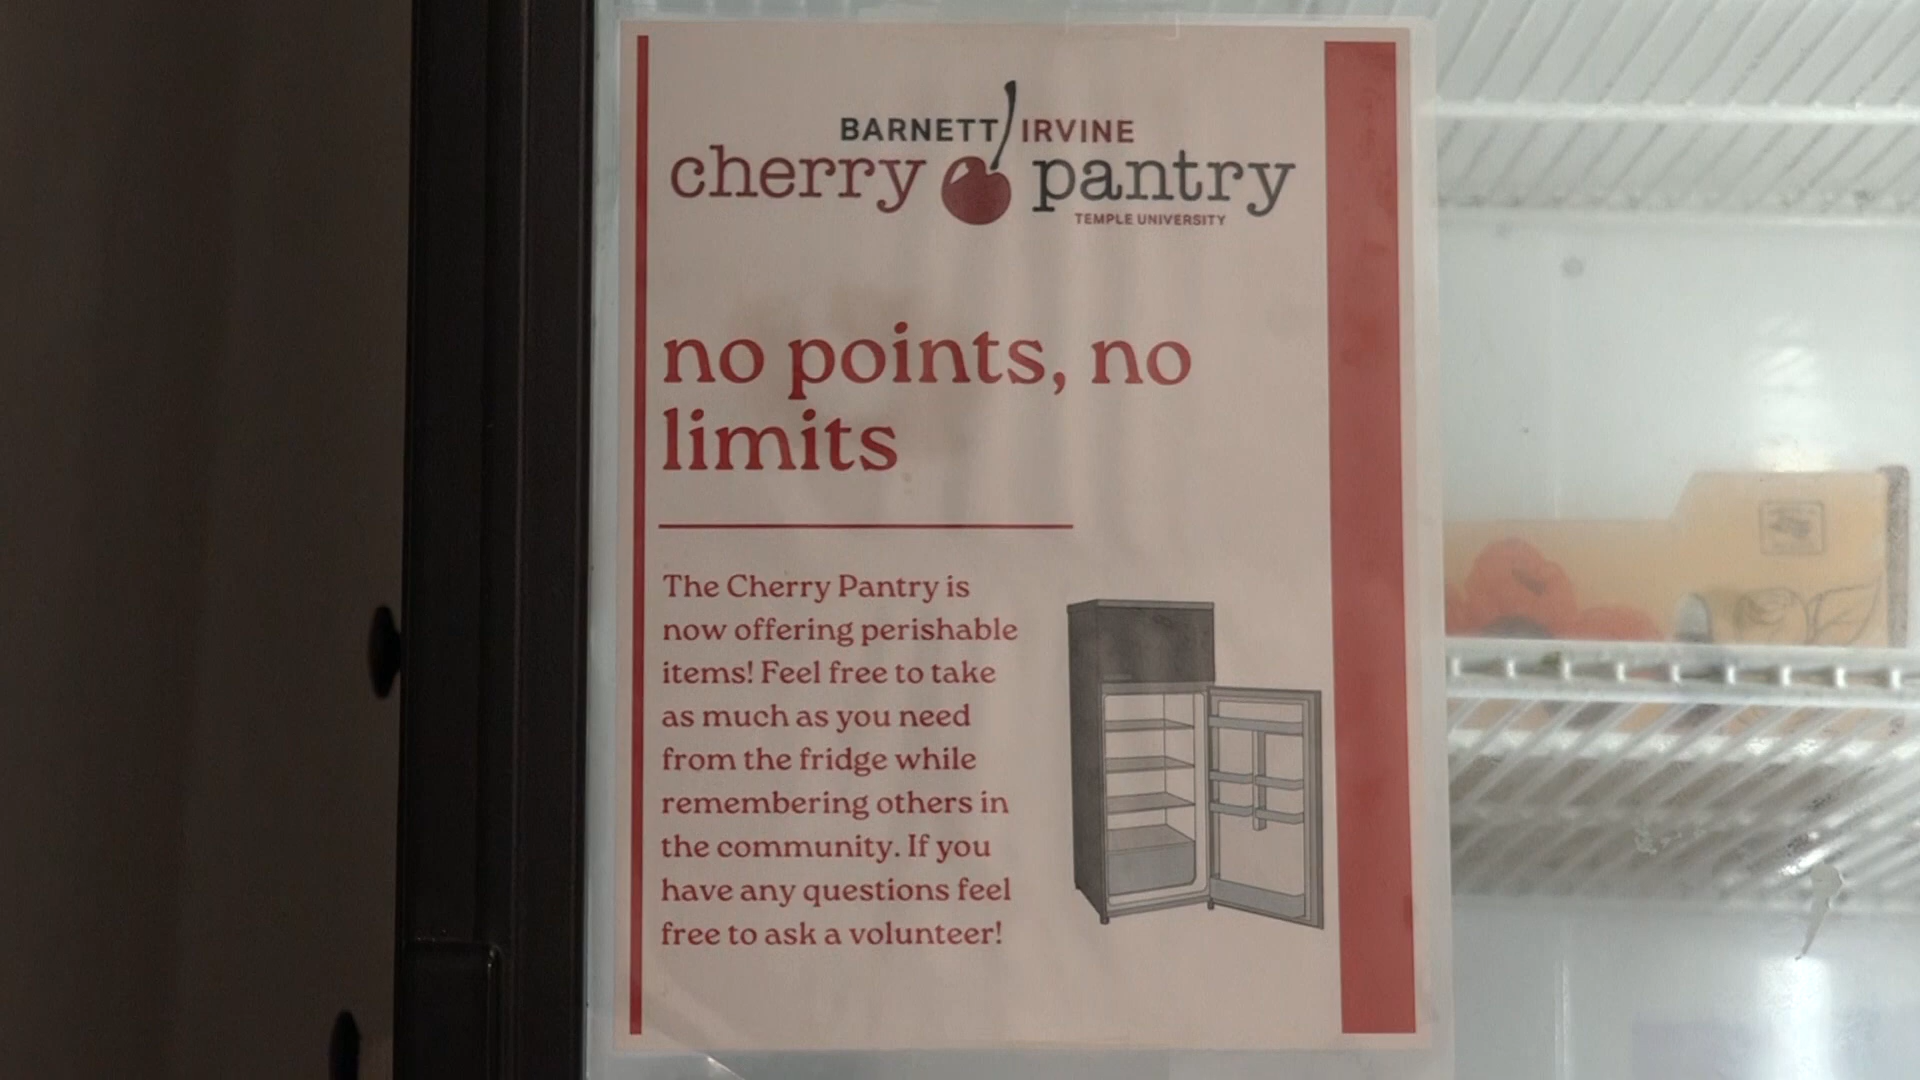 BARNETT IRVINE
cherry pantry
TEMPLE UNIVERSITY
no points, no
limits
The Cherry Pantry is
now offering perishable
items! Feel free to take
as much as you need
from the fridge while
remembering others in
the community. If you
have any questions feel
free to ask a volunteer!